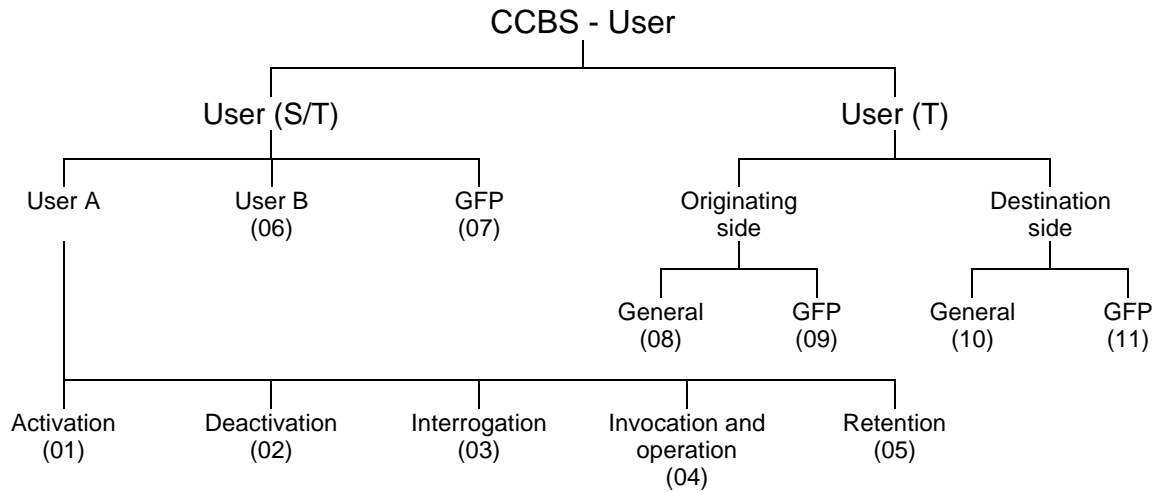 CCBS - User
User (S/T)
User (T)
User A
User B
(06)
GFP
(07)
Originating
side
Destination
side
General
(08)
GFP
(09)
General
(10)
GFP
(11)
Activation
(01)
Deactivation
(02)
Interrogation
(03)
Invocation and
operation
(04)
Retention
(05)